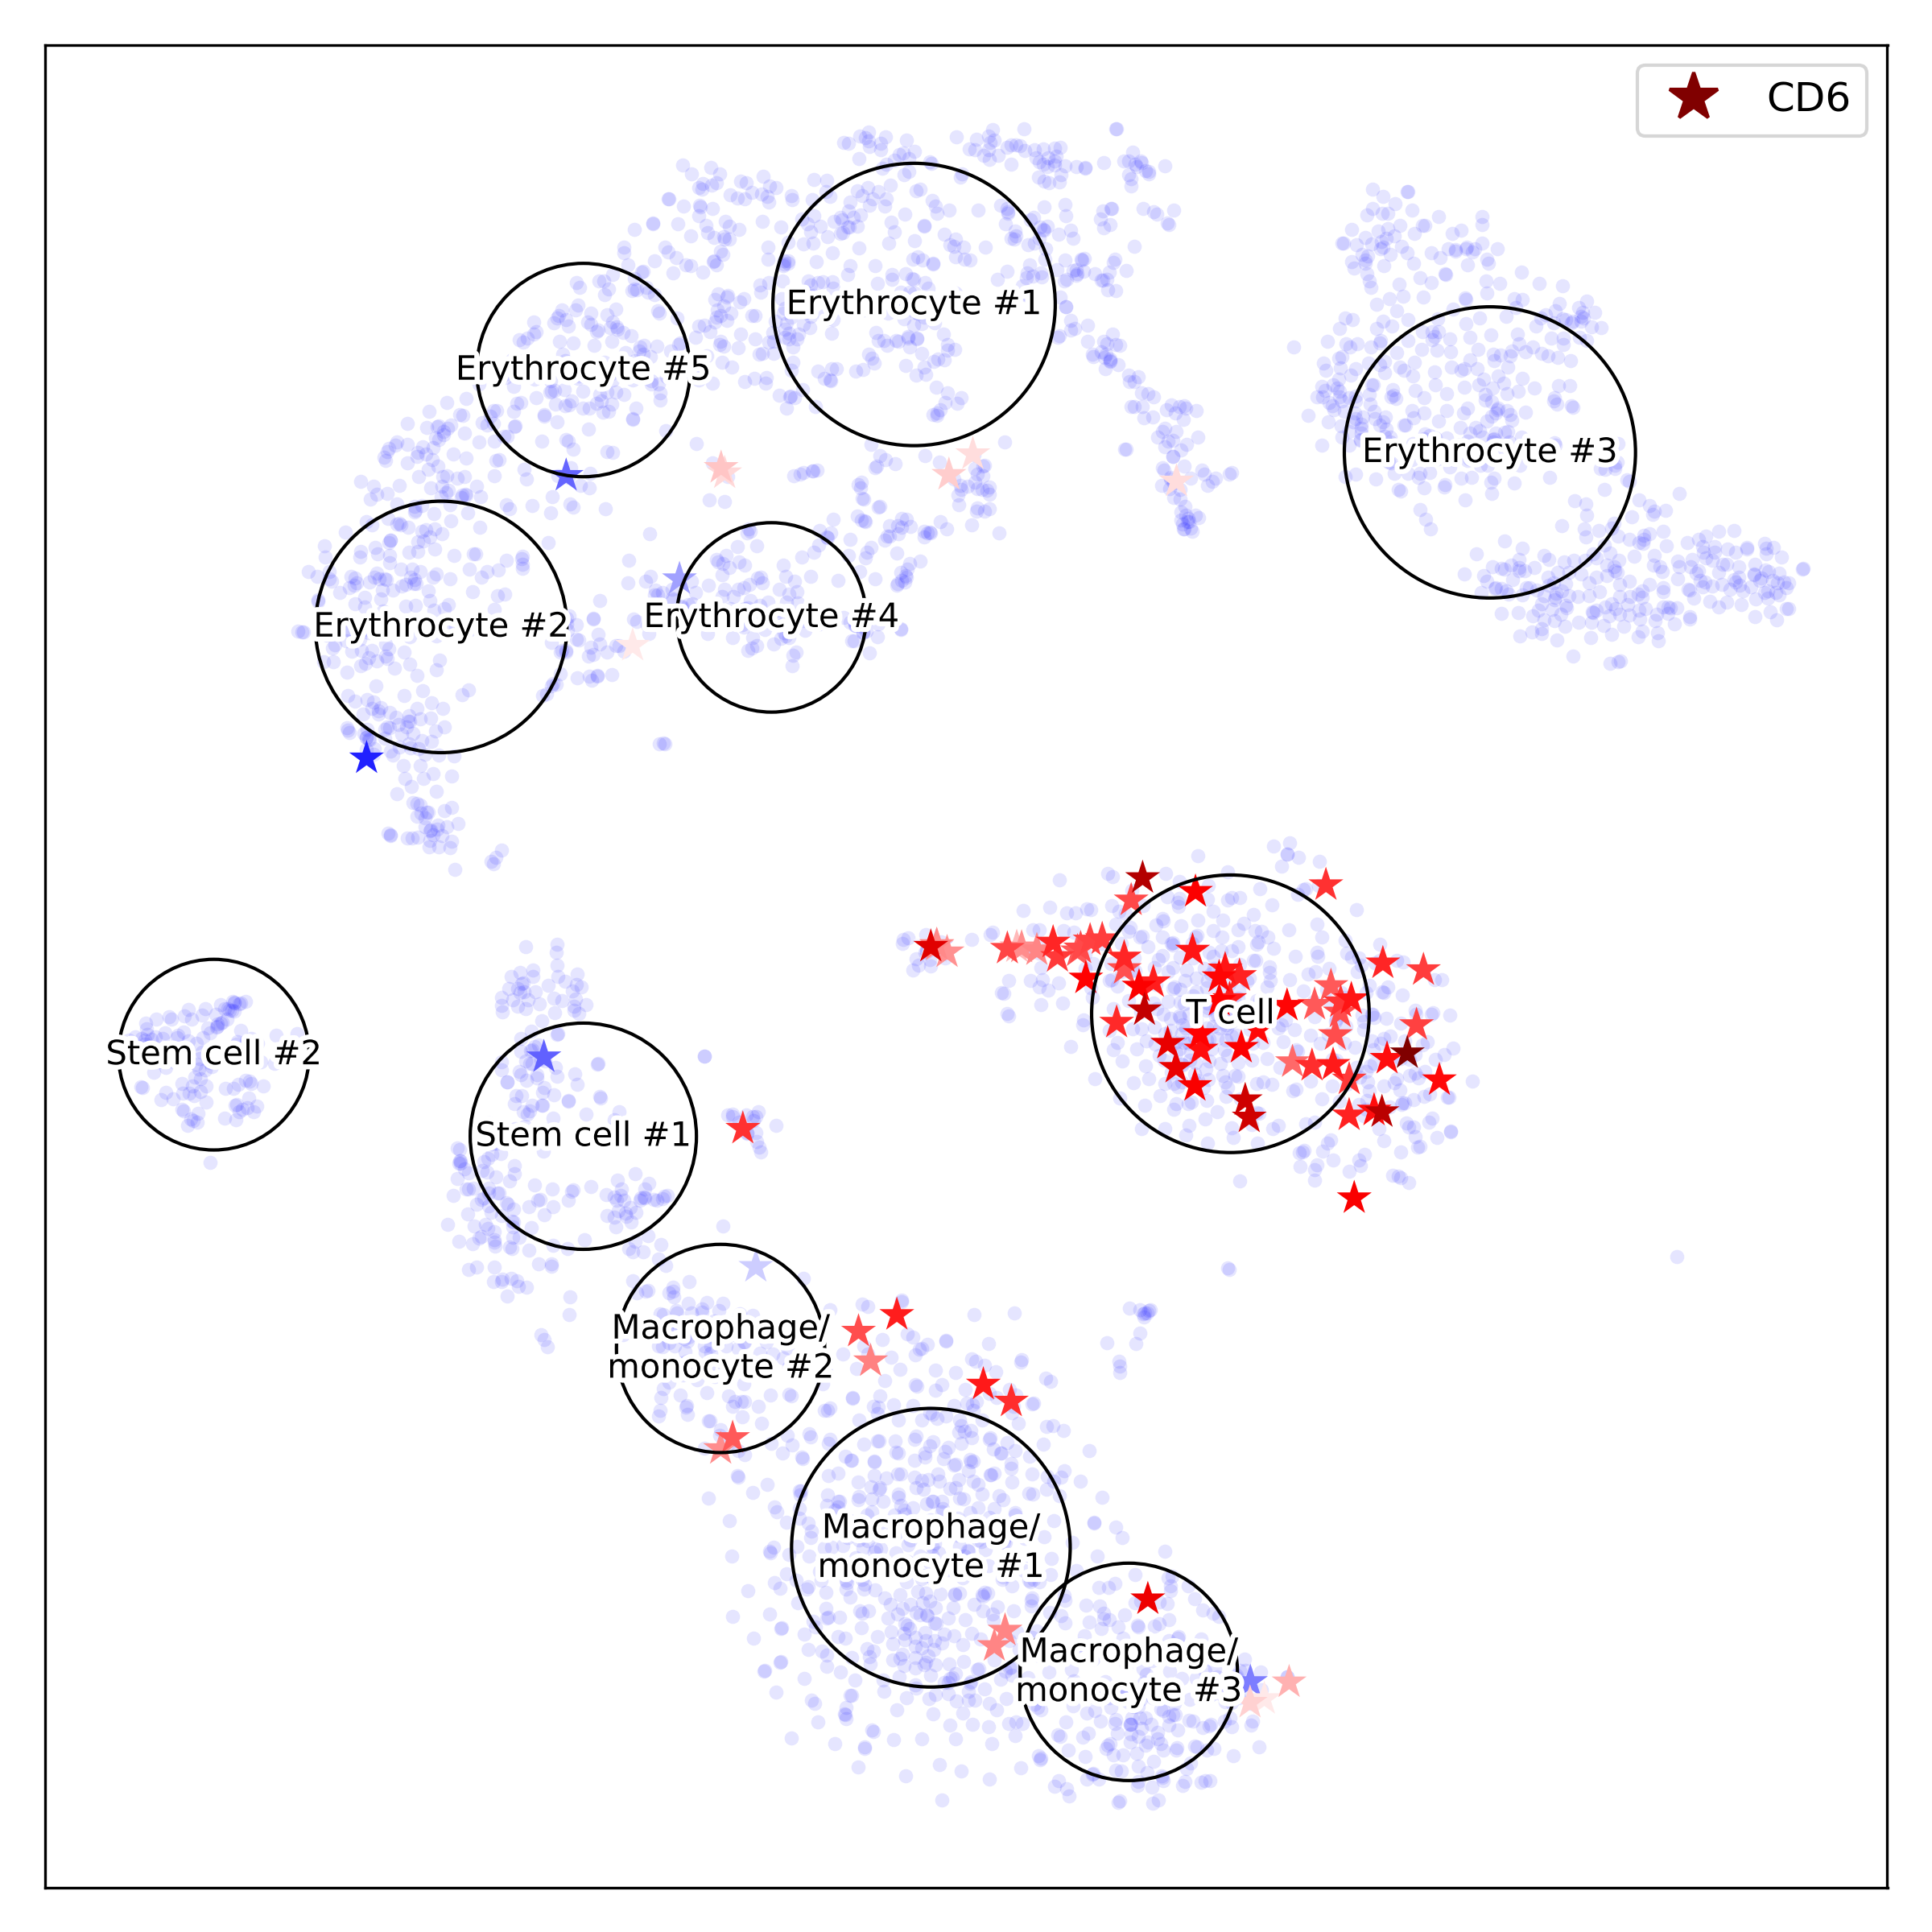 CD6
Erythrocyte #1
Erythrocyte #5
Erythrocyte #3
Erythrocyte #4
Erythrocyte #2
T cell
Stem cell #2
Stem cell #1
Macrophage/
monocyte #2
Macrophage/
monocyte #1
Macrophage/
monocyte #3